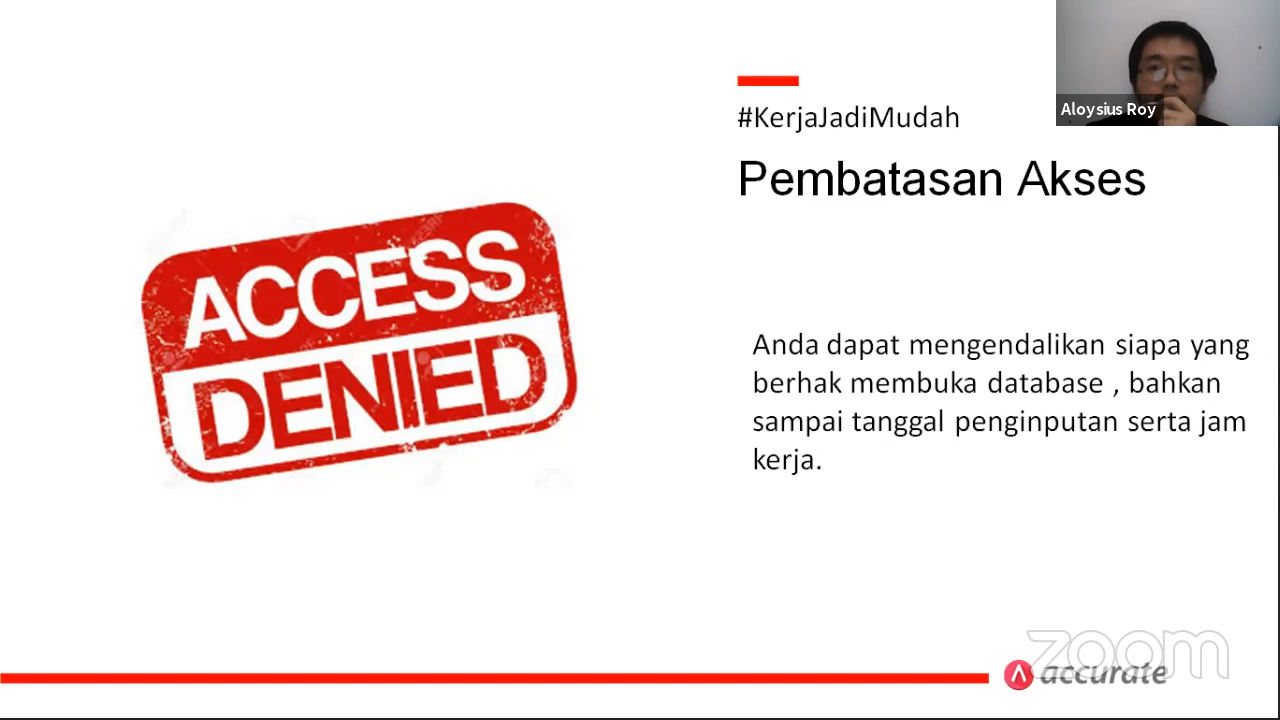 Aloysius Roy
#KerjaJadiMudah
Pembatasan Akses
ACCESS
DENIED
Anda dapat mengendalikan siapa yang
berhak membuka database , bahkan
sampai tanggal penginputan serta jam
kerja.
zoom
accurate